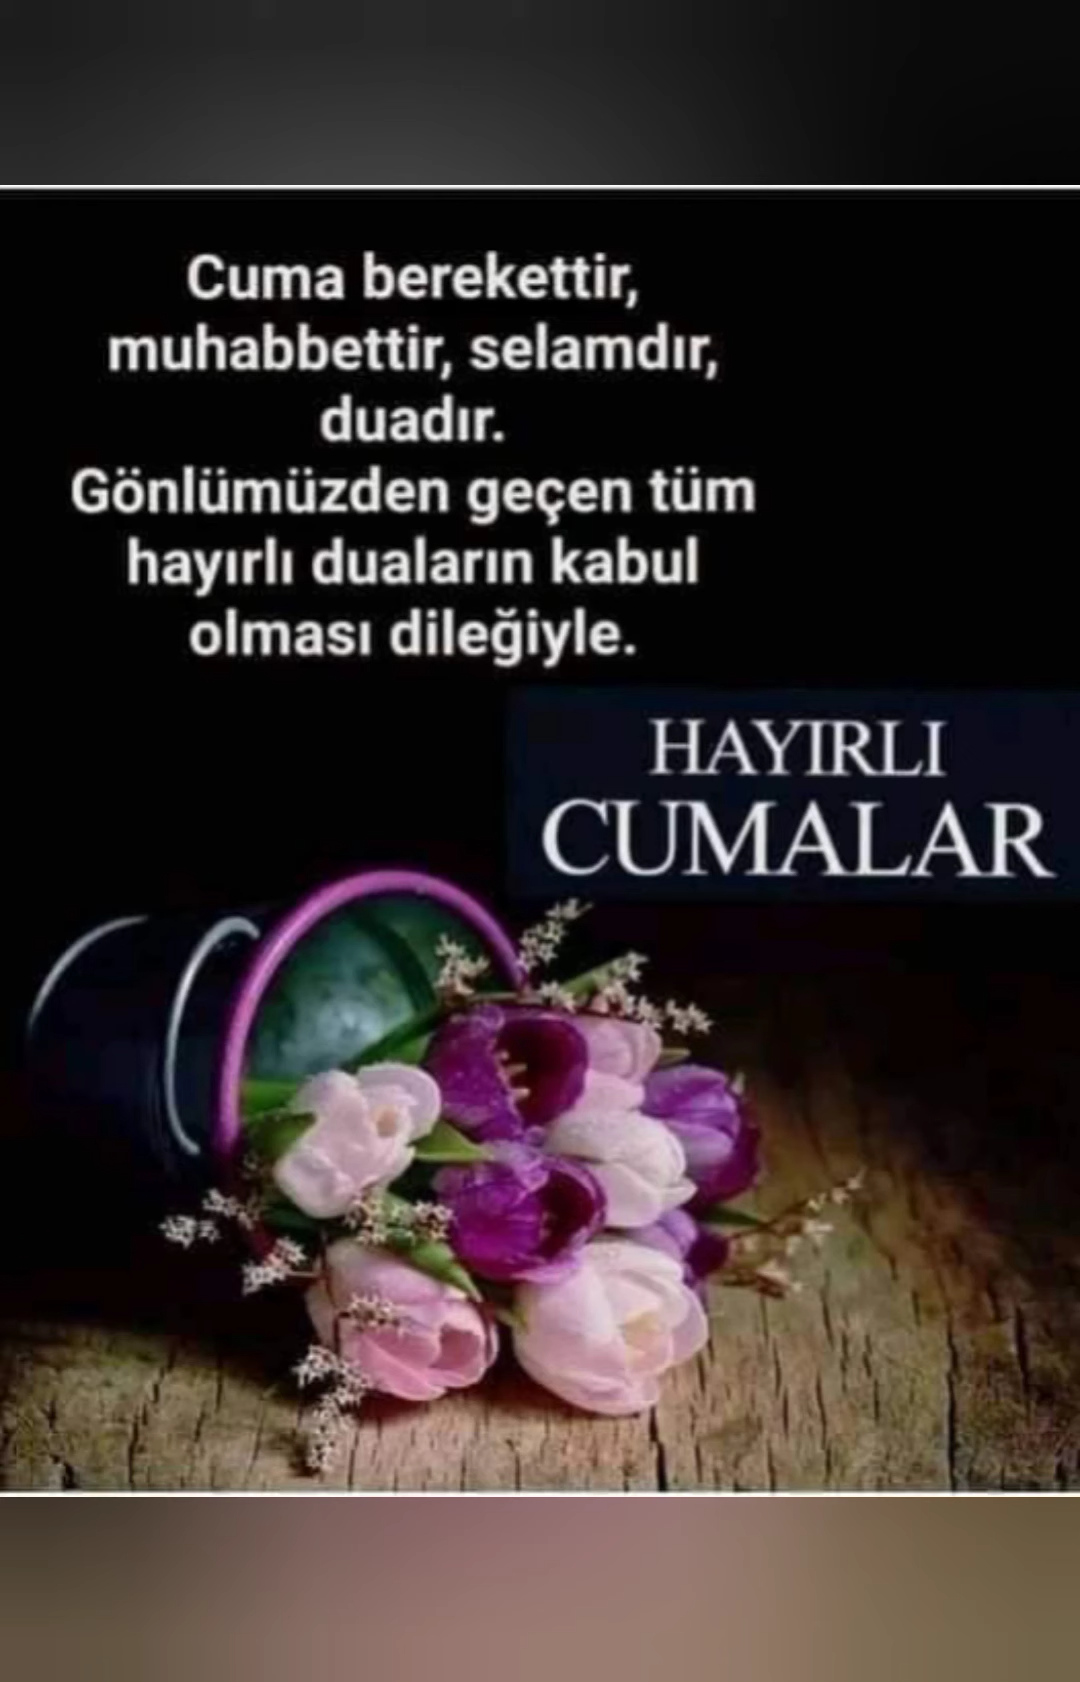 Cuma berekettir,
muhabbettir, selamdır,
duadır.
Gönlümüzden geçen tüm
hayırlı duaların kabul
olması dileğiyle.
HAYIRLI
CUMALAR